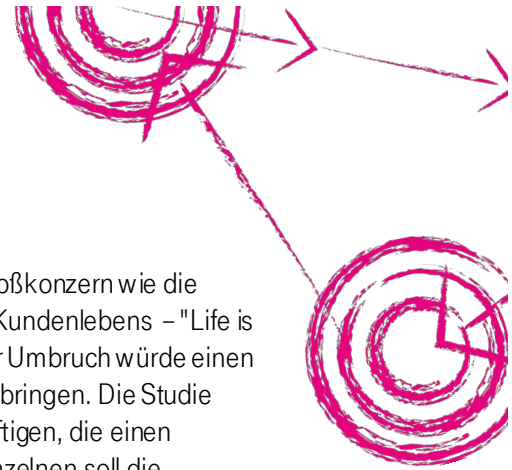 oßkonzern wie die
Kundenlebens – "Life is
r Umbruch würde einen
bringen. Die Studie
ftigen, die einen
nzelnen soll die